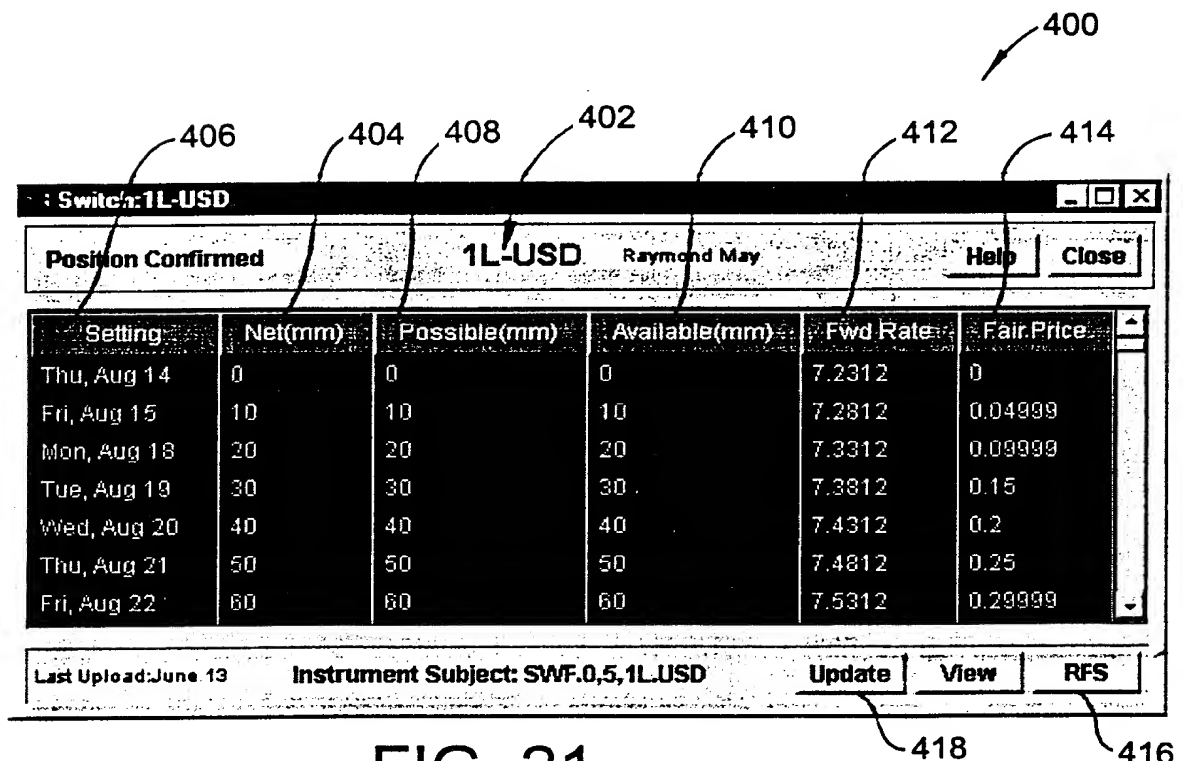 400
406 404 408 402 410 412 414
Switch:1L-USD
Position Confirmed 1L-USD Raymond May Help Close
Setting Net(mm) Possible(mm) Available(mm) Fwd Rate Fair Price
Thu, Aug 14 0 0 0 7.2312 0
Fri, Aug 15 10 10 10 7.2812 0.04999
Mon, Aug 18 20 20 20 7.3312 0.09999
Tue, Aug 19 30 30 30 7.3812 0.15
Wed, Aug 20 40 40 40 7.4312 0.2
Thu, Aug 21 50 50 50 7.4812 0.25
Fri, Aug 22 60 60 60 7.5312 0.29999
Last Upload:June 13 Instrument Subject: SWF.0,5,1L.USD Update View RFS
418 416
FIG. 21